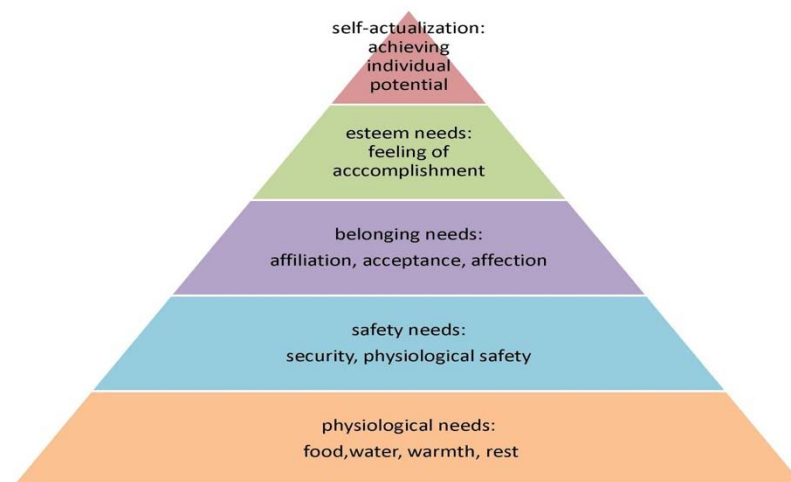 self-actualization:
achieving
individual
potential
esteem needs:
feeling of
acccomplishment
belonging needs:
affiliation, acceptance, affection
safety needs:
security, physiological safety
physiological needs:
food,water, warmth, rest